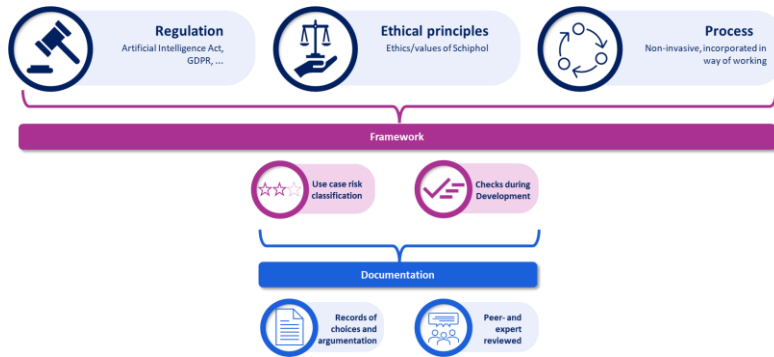 Regulation
Artificial Intelligence Act,
GDPR, ...
Ethical principles
Ethics/values of Schiphol
Process
Non-invasive, incorporated in
way of working
Framework
Use case risk
classification
Checks during
Development
Documentation
Records of
choices and
argumentation
Peer- and
expert
reviewed